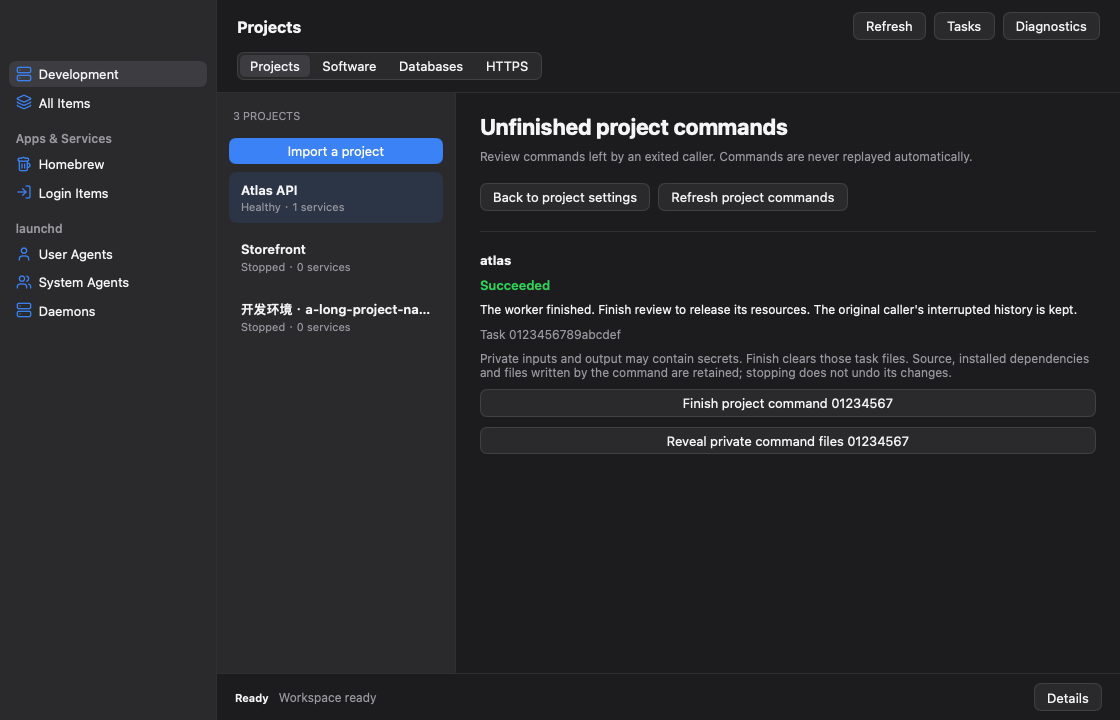 Development
All Items
Apps & Services
Homebrew
Login Items
launchd
User Agents
System Agents
Daemons
Projects
Refresh
Tasks
Diagnostics
Projects
Software
Databases
HTTPS
3 PROJECTS
Import a project
Atlas API
Healthy · 1 services
Storefront
Stopped · 0 services
开发环境 · a-long-project-na...
Stopped · 0 services
Unfinished project commands
Review commands left by an exited caller. Commands are never replayed automatically.
Back to project settings
Refresh project commands
atlas
Succeeded
The worker finished. Finish review to release its resources. The original caller's interrupted history is kept.
Task 0123456789abcdef
Private inputs and output may contain secrets. Finish clears those task files. Source, installed dependencies
and files written by the command are retained; stopping does not undo its changes.
Finish project command 01234567
Reveal private command files 01234567
Ready
Workspace ready
Details